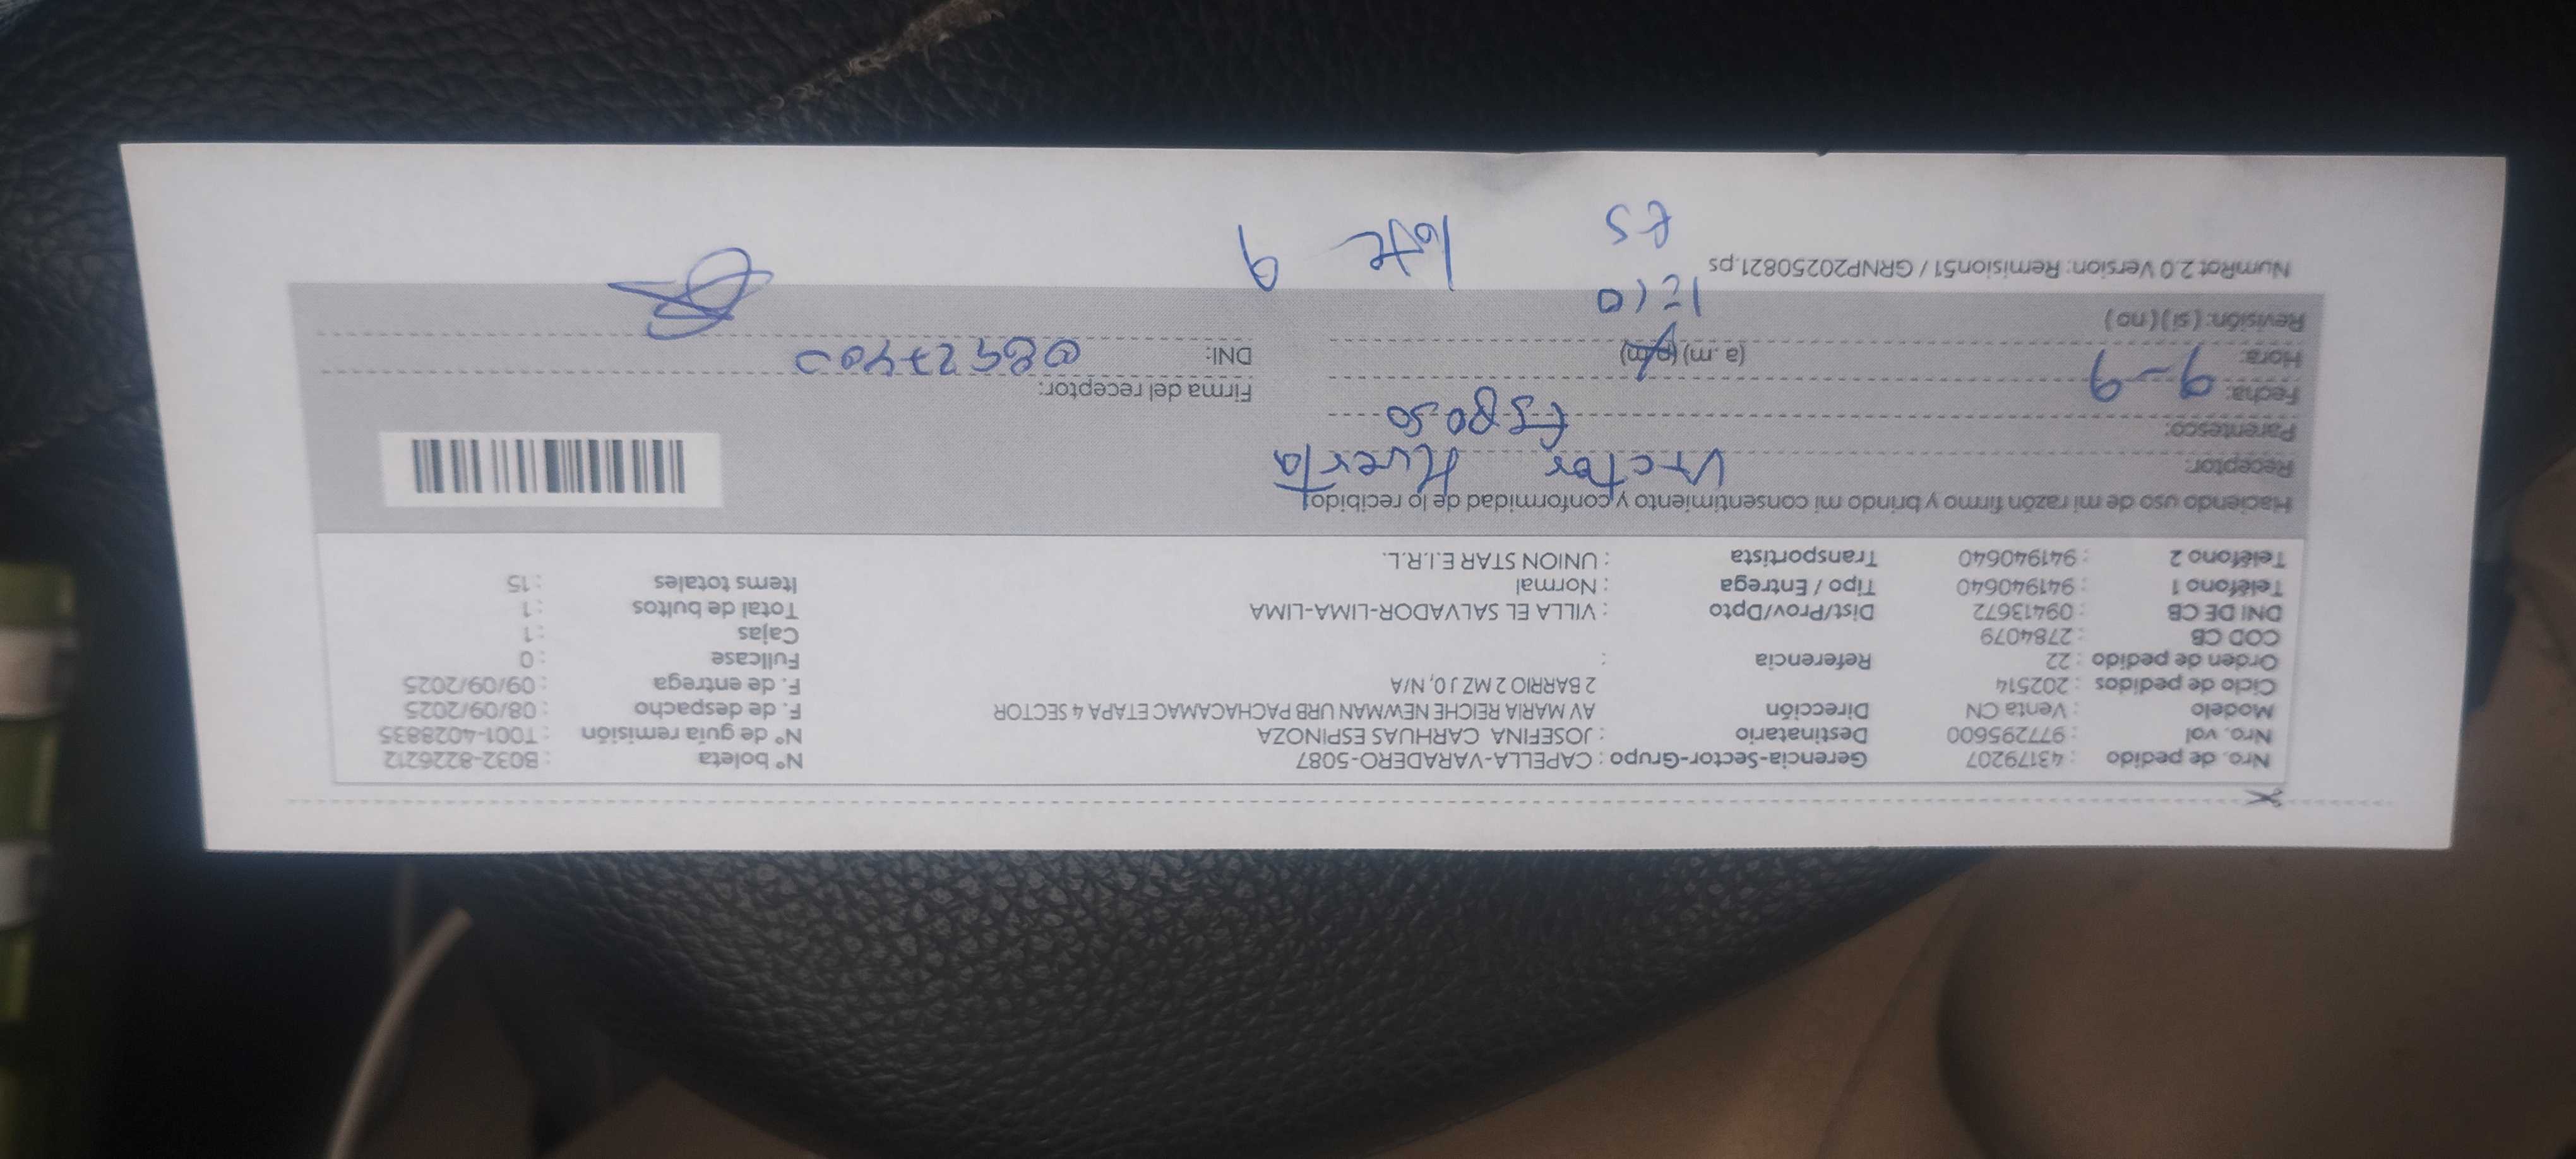 Nro. de pedido : 43179207 Gerencia-Sector-Grupo : CAPELLA-VARADERO-5087 N° boleta : B032-8226212
Nro. vol : 977295600 Destinatario : JOSEFINA CARHUAS ESPINOZA N° de guía remisión : T001-4028835
Modelo : Venta CN Dirección AV MARIA REICHE NEWMAN URB PACHACAMAC ETAPA 4 SECTOR F. de despacho : 08/09/2025
Ciclo de pedidos : 202514 2 BARRIO 2 MZ J 0, N/A F. de entrega : 09/09/2025
Orden de pedido : 22 Referencia : Fullcase : 0
COD CB : 2784079 Cajas : 1
DNI DE CB : 09413672 Dist/Prov/Dpto : VILLA EL SALVADOR-LIMA-LIMA Total de bultos : 1
Teléfono 1 : 941940640 Tipo / Entrega : Normal Items totales : 15
Teléfono 2 : 941940640 Transportista : UNION STAR E.I.R.L.
Haciendo uso de mi razón firmo y brindo mi consentimiento y conformidad de lo recibido.
Receptor: Victor Huerta
Parentesco: Esposo
Fecha: 9-9 Firma del receptor:
Hora: (a. m) (p. m) DNI:
Revisión: (si) (no) 1:10
NumRot 2.0 Version: Remision51 / GRNP20250821.ps lote 9